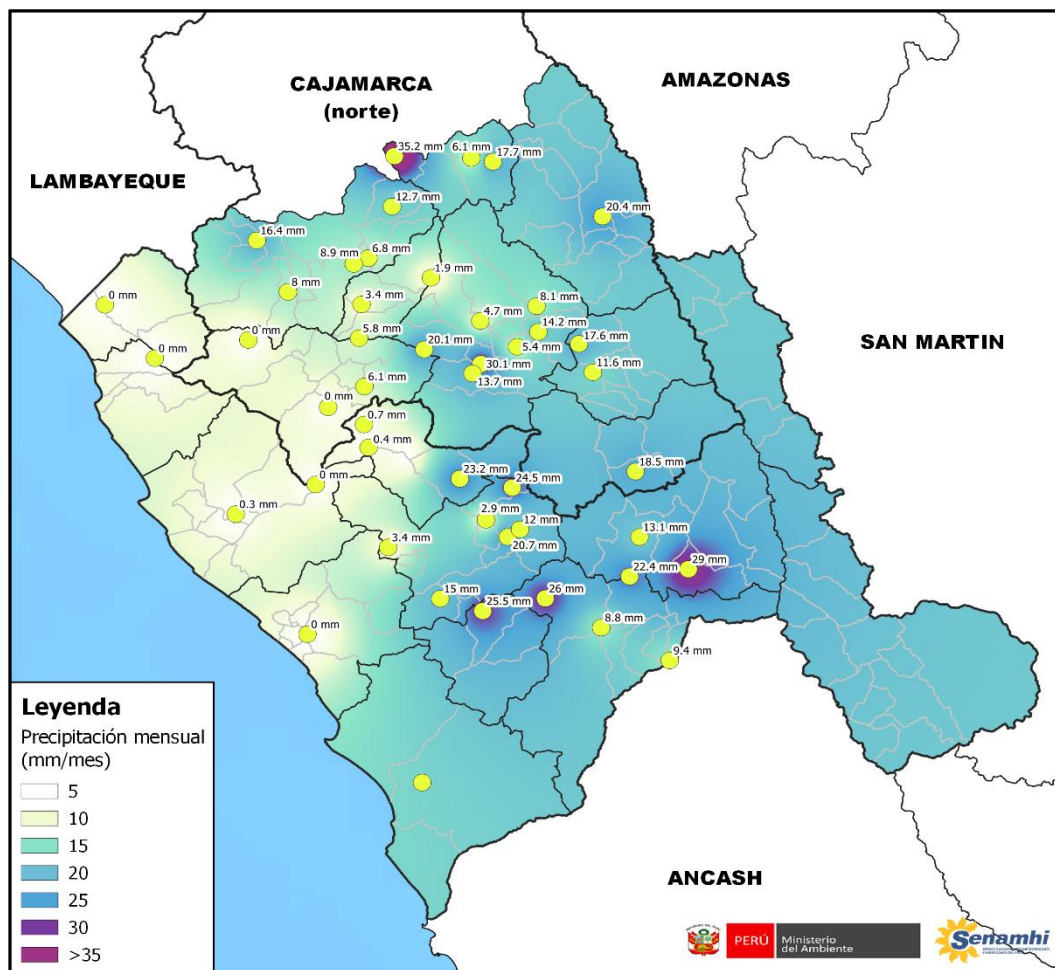 CAJAMARCA
(norte)
AMAZONAS
LAMBAYEQUE
SAN MARTIN
ANCASH
35.2 mm
6.1 mm
17.7 mm
12.7 mm
20.4 mm
16.4 mm
8.9 mm
6.8 mm
1.9 mm
8 mm
0 mm
3.4 mm
8.1 mm
4.7 mm
14.2 mm
0 mm
5.8 mm
17.6 mm
20.1 mm
5.4 mm
0 mm
30.1 mm
11.6 mm
13.7 mm
6.1 mm
0 mm
0.7 mm
0.4 mm
18.5 mm
23.2 mm
24.5 mm
0 mm
0.3 mm
2.9 mm
12 mm
20.7 mm
13.1 mm
3.4 mm
29 mm
22.4 mm
15 mm
26 mm
25.5 mm
8.8 mm
0 mm
9.4 mm
Leyenda
Precipitación mensual
(mm/mes)
5
10
15
20
25
30
>35
PERÚ
Ministerio
del Ambiente
Senamhi